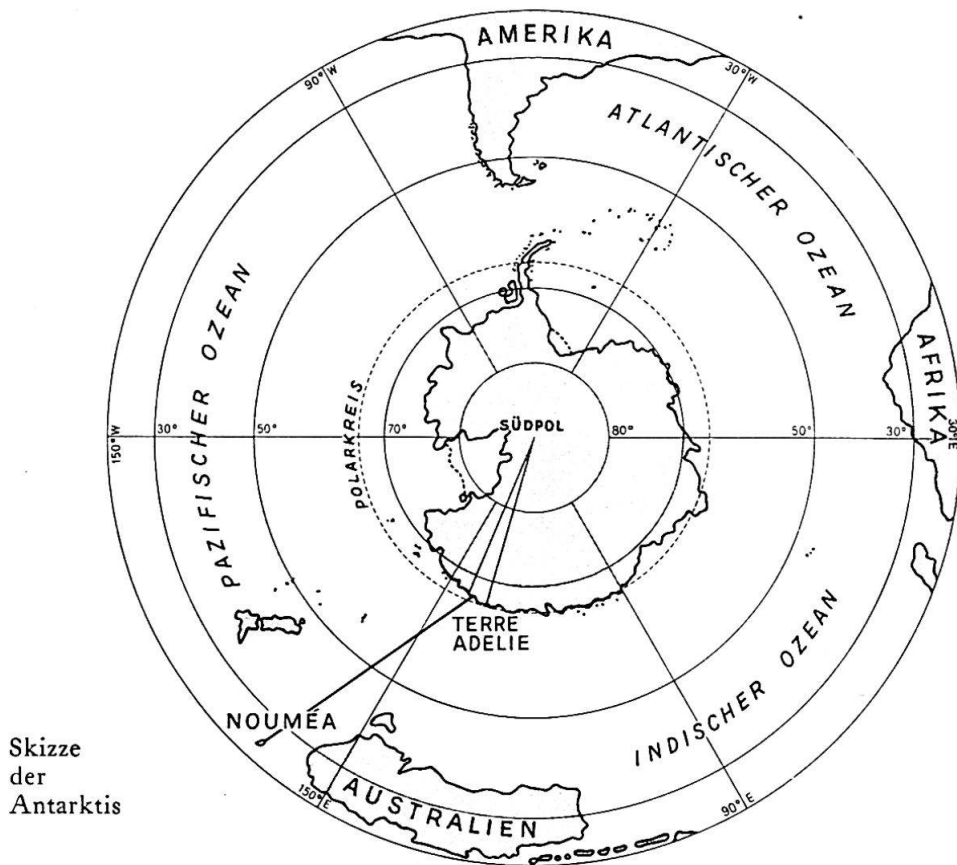 AMERIKA
90° W
30° W
ATLANTISCHER OZEAN
PAZIFISCHER OZEAN
POLARKREIS
AFRIKA
SÜDPOL
150° W
30°
50°
70°
80°
50°
30°
30° E
TERRE
ADELIE
NOUMÉA
INDISCHER OZEAN
Skizze
der
Antarktis
150° E
AUSTRALIEN
90° E